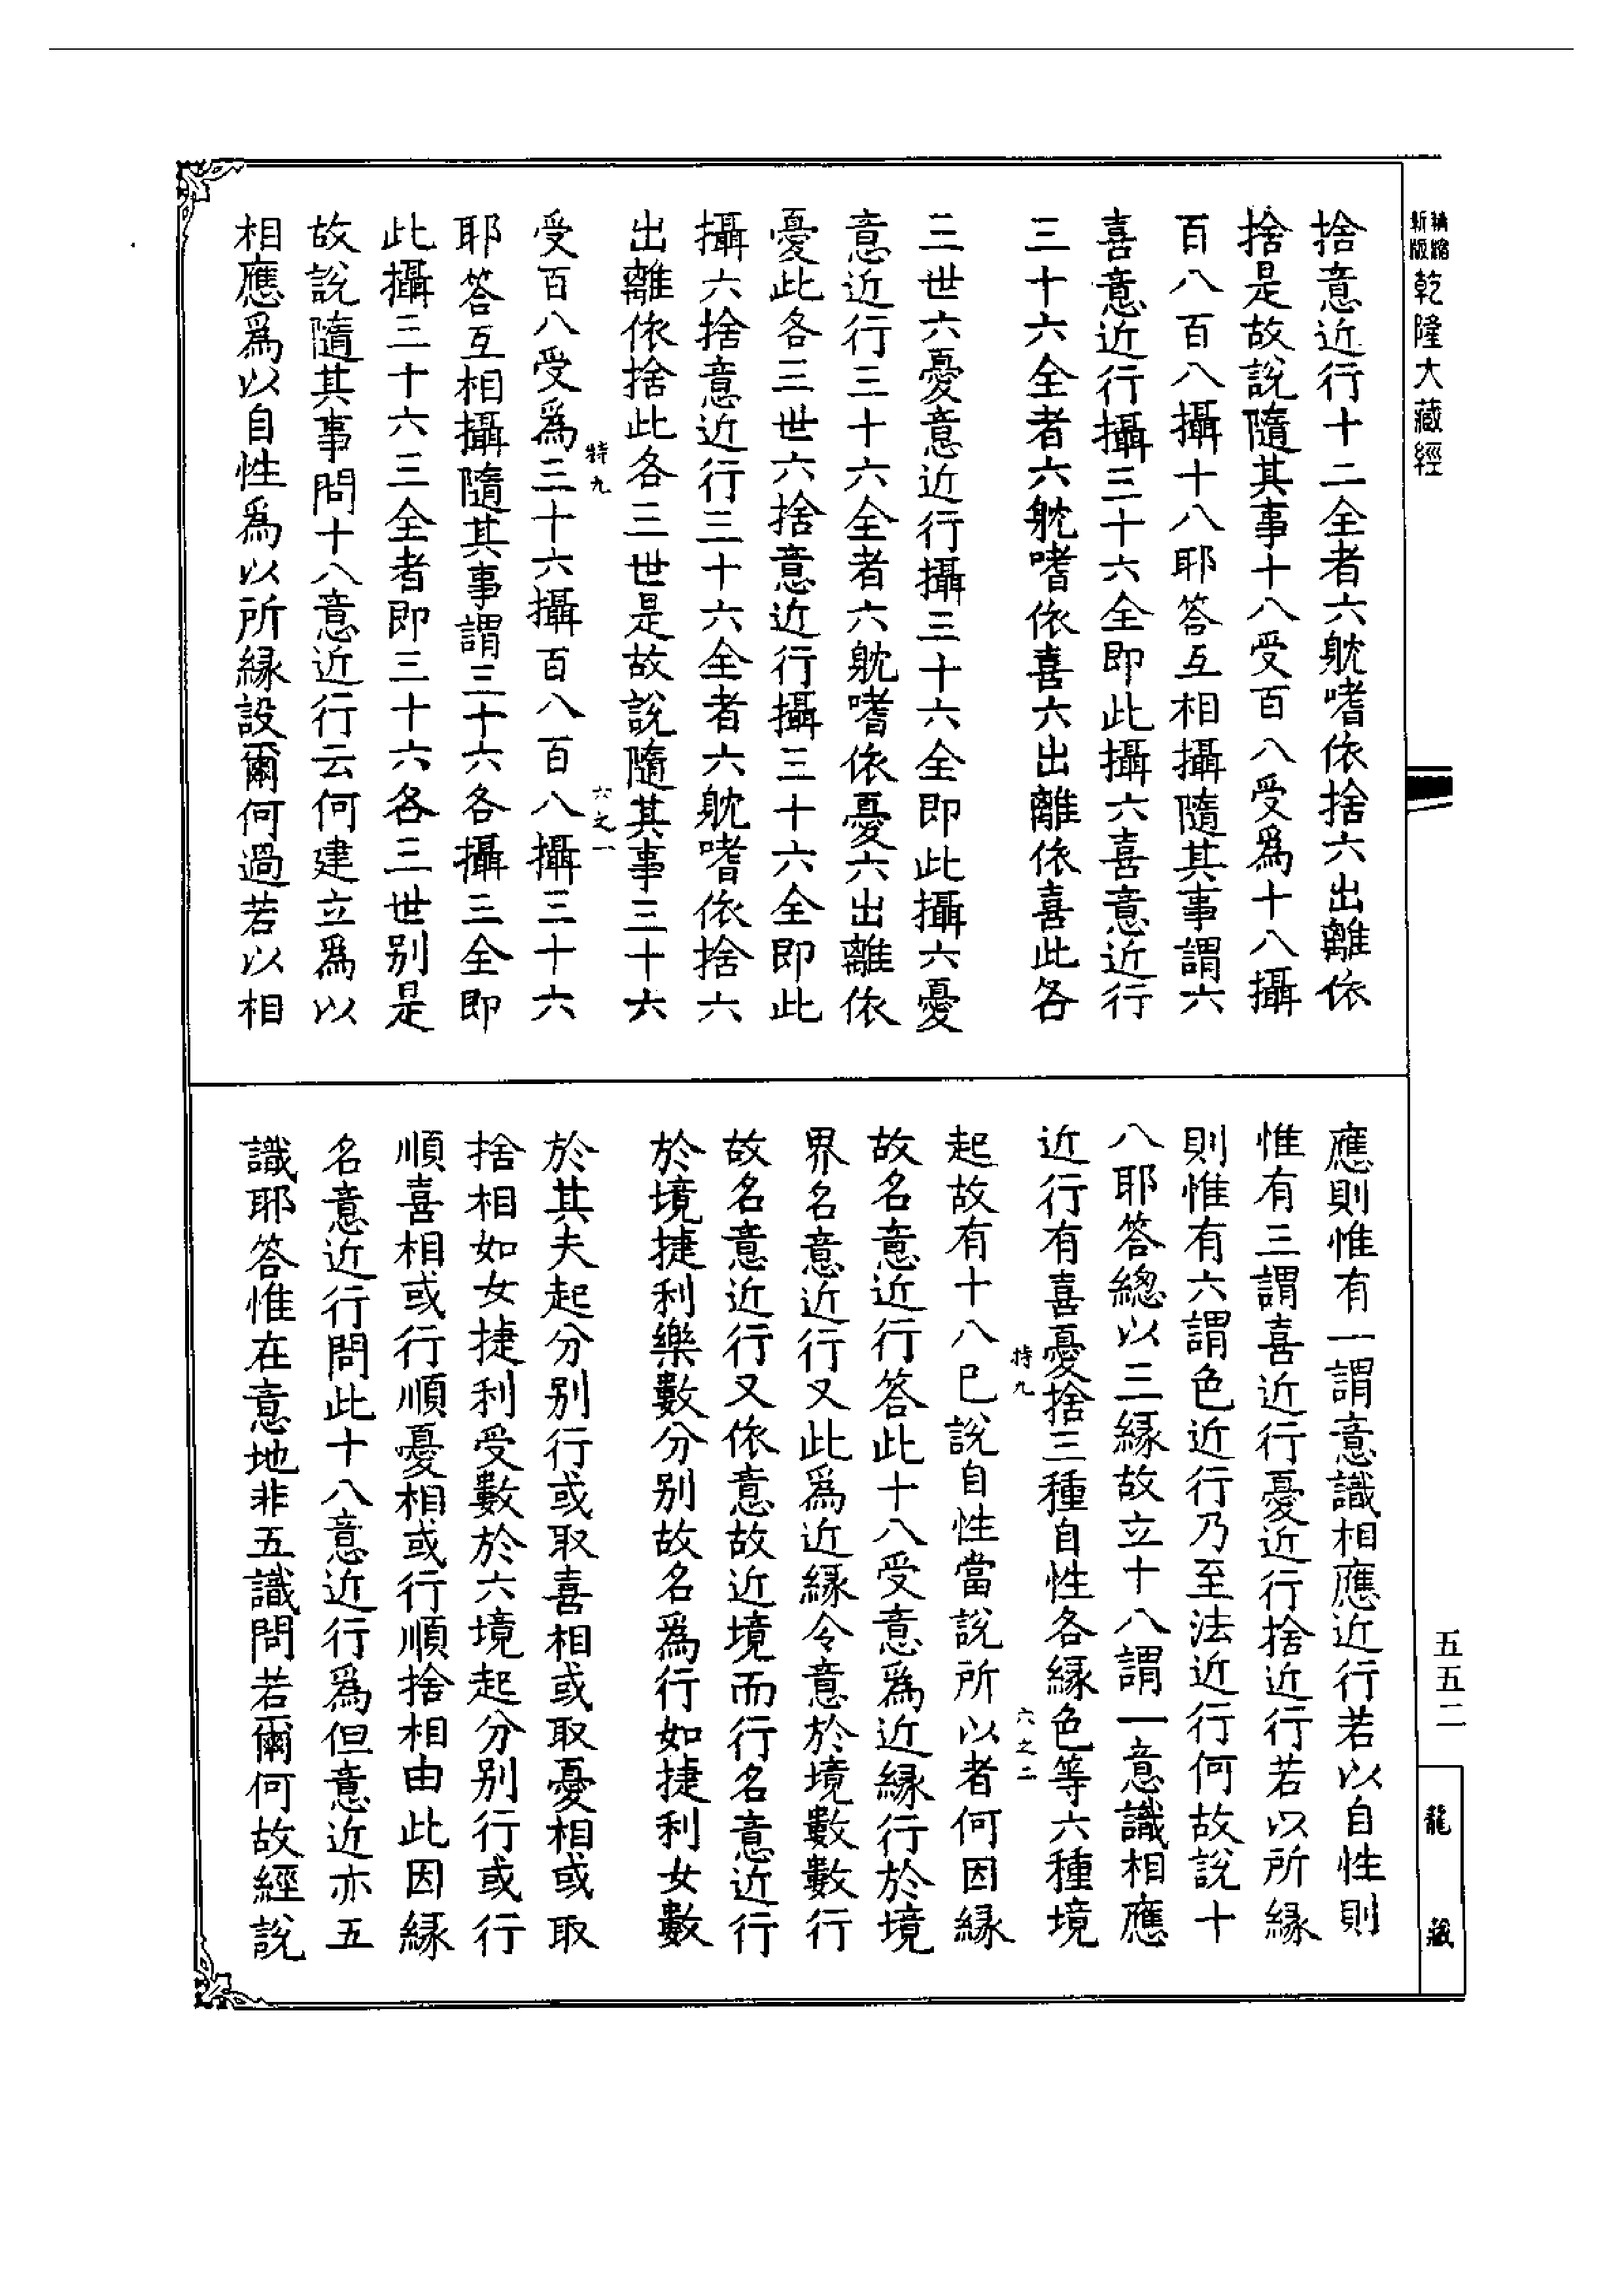 精縮
新版
乾隆大藏經
捨意近行十二全者六躭嗜依捨六出離依
捨是故說隨其事十八受百八受爲十八攝
百八百八攝十八耶答互相攝隨其事謂六
喜意近行攝三十六全即此攝六喜意近行
三十六全者六躭嗜依喜六出離依喜此各
三世六憂意近行攝三十六全即此攝六憂
意近行三十六全者六躭嗜依憂六出離依
憂此各三世六捨意近行攝三十六全即此
攝六捨意近行三十六全者六躭嗜依捨六
出離依捨此各三世是故說隨其事三十六
特九
六之一
受百八受爲三十六攝百八百八攝三十六
耶答互相攝隨其事謂三十六各攝三全即
此攝三十六三全者即三十六各三世别是
故說隨其事問十八意近行云何建立爲以
相應爲以自性爲以所緣設爾何過若以相
應則惟有一謂意識相應近行若以自性則
惟有三謂喜近行憂近行捨近行若以所緣
則惟有六謂色近行乃至法近行何故說十
八耶答總以三緣故立十八謂一意識相應
近行有喜憂捨三種自性各緣色等六種境
特九
六之二
起故有十八已說自性當說所以者何因緣
故名意近行答此十八受意爲近緣行於境
界名意近行又此爲近緣令意於境數數行
故名意近行又依意故近境而行名意近行
於境捷利樂數分别故名爲行如捷利女數
於其夫起分别行或取喜相或取憂相或取
捨相如女捷利受數於六境起分别行或行
順喜相或行順憂相或行順捨相由此因緣
名意近行問此十八意近行爲但意近亦五
識耶答惟在意地非五識問若爾何故經說
五五二
龍藏